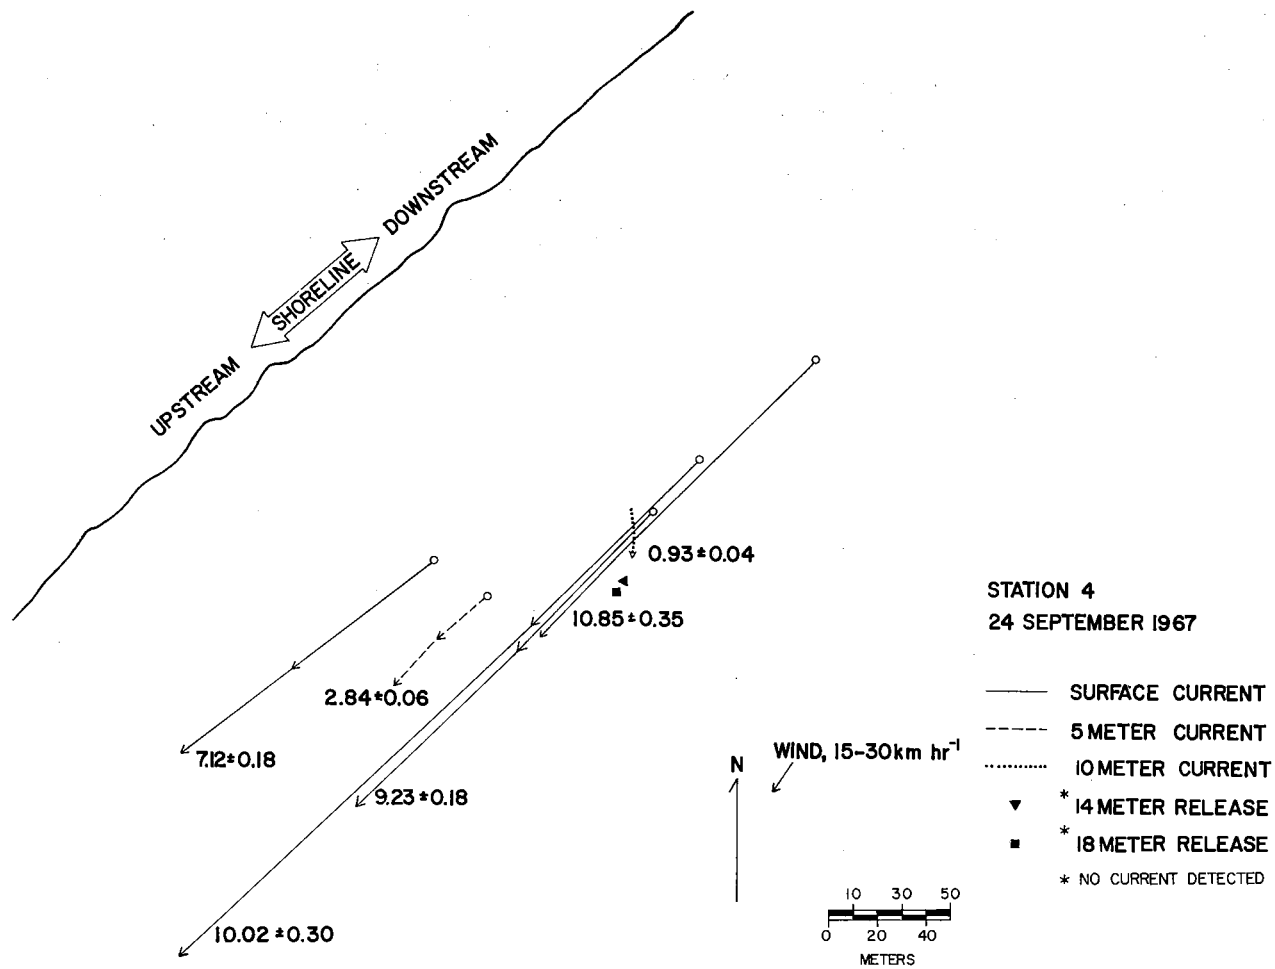 DOWNSTREAM
SHORELINE
UPSTREAM
0.93±0.04
10.85±0.35
2.84±0.06
7.12±0.18
9.23±0.18
10.02±0.30
STATION 4
24 SEPTEMBER 1967
SURFACE CURRENT
5 METER CURRENT
10 METER CURRENT
* 14 METER RELEASE
* 18 METER RELEASE
* NO CURRENT DETECTED
WIND, 15-30km hr⁻¹
N
10 30 50
0 20 40
METERS